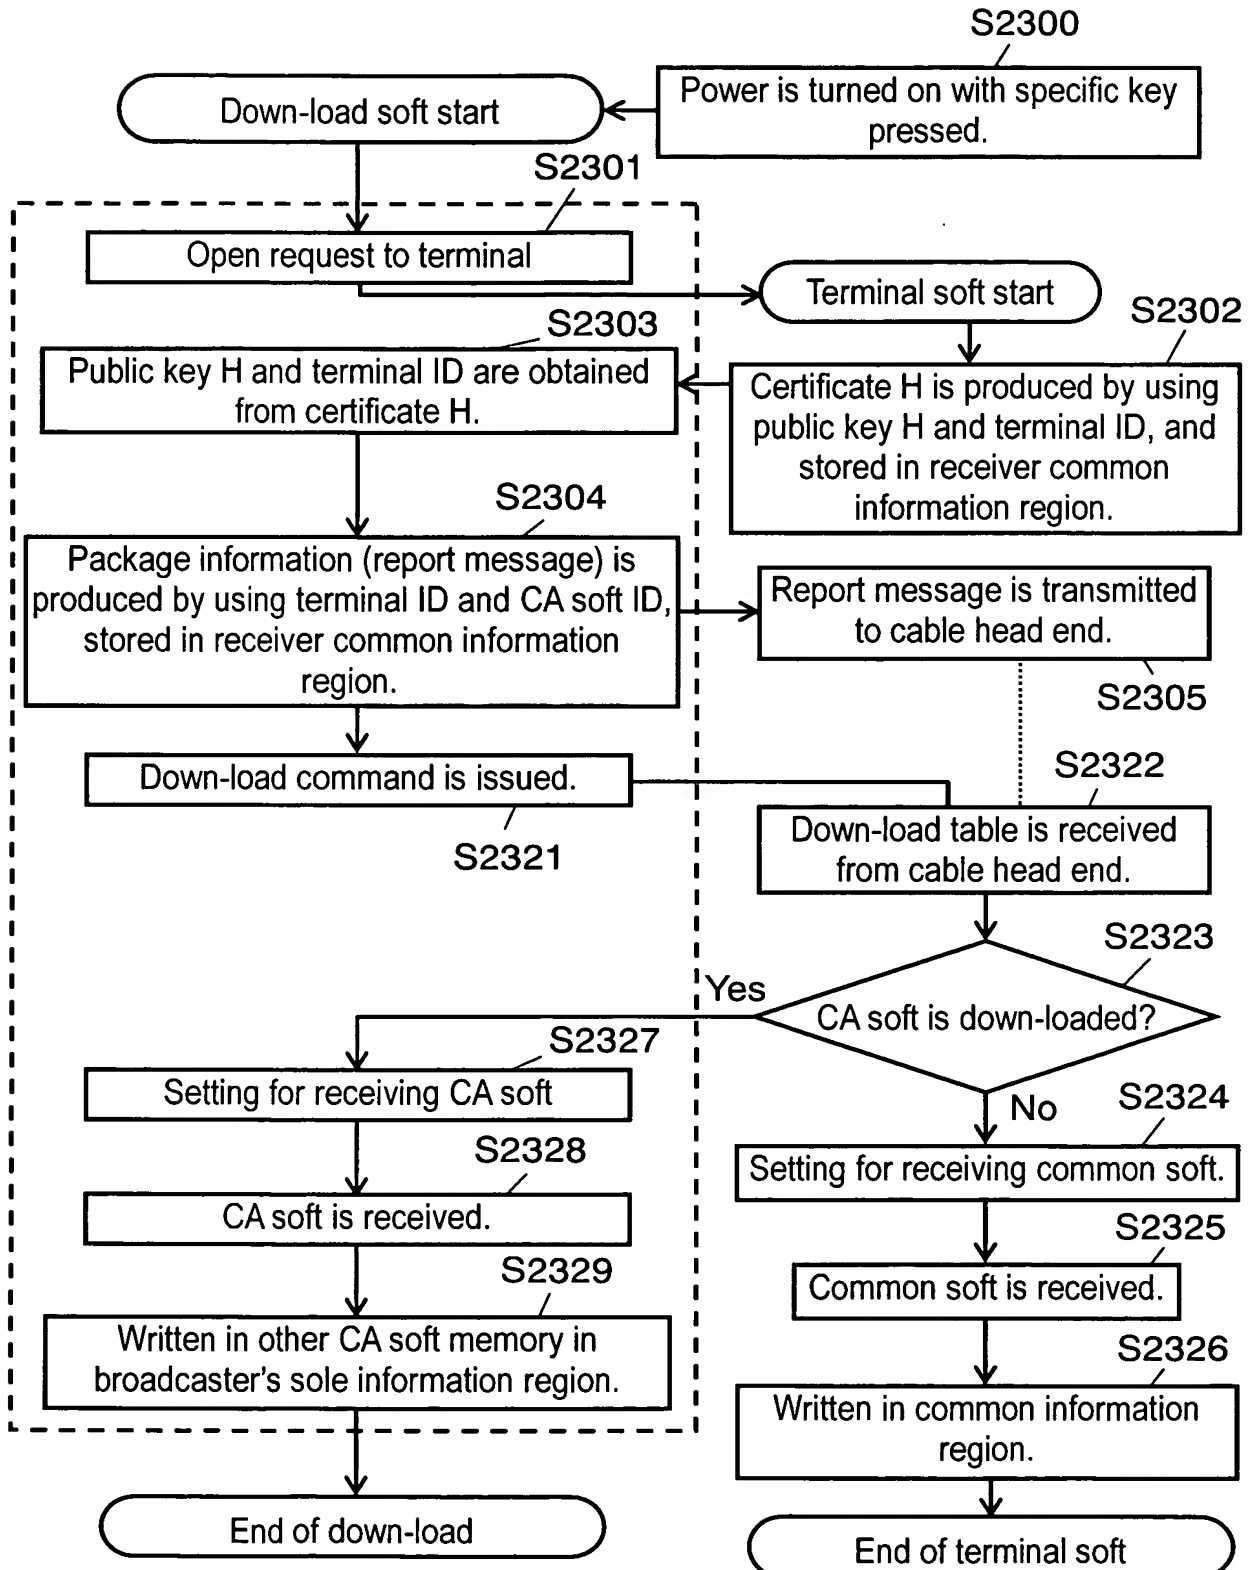 S2300
Down-load soft start
Power is turned on with specific key
pressed.
S2301
Open request to terminal
Terminal soft start
S2302
S2303
Public key H and terminal ID are obtained
from certificate H.
Certificate H is produced by using
public key H and terminal ID, and
stored in receiver common
information region.
S2304
Package information (report message) is
produced by using terminal ID and CA soft ID,
stored in receiver common information
region.
Report message is transmitted
to cable head end.
S2305
Down-load command is issued.
S2321
S2322
Down-load table is received
from cable head end.
S2323
CA soft is down-loaded?
Yes
No
S2327
Setting for receiving CA soft
S2324
Setting for receiving common soft.
S2328
CA soft is received.
S2325
Common soft is received.
S2329
Written in other CA soft memory in
broadcaster's sole information region.
S2326
Written in common information
region.
End of down-load
End of terminal soft